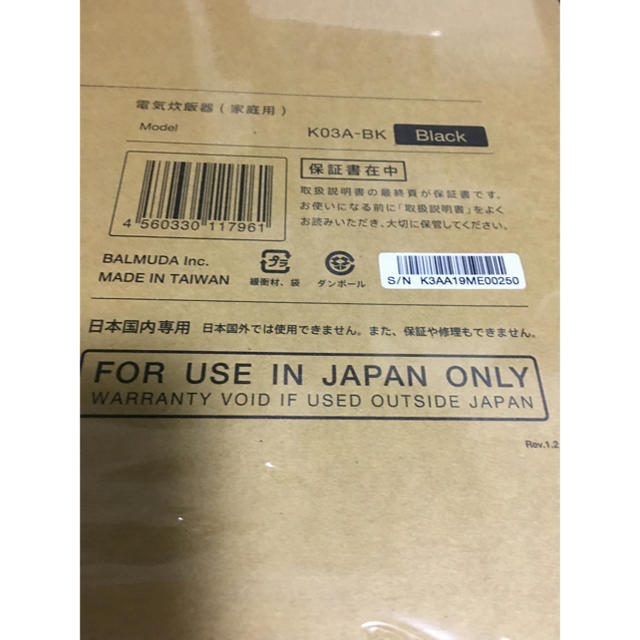 電気炊飯器(家庭用)
Model K03A-BK Black
保証書在中
取扱説明書の最終頁が保証書です。
お使いになる前に「取扱説明書」をよく
お読みいただき、大切に保管してください。
4 560330 117961
BALMUDA Inc.
MADE IN TAIWAN
プラ
緩衝材、袋
ダンボール
S/N K3AA19ME00250
日本国内専用 日本国外では使用できません。また、保証や修理もできません。
FOR USE IN JAPAN ONLY
WARRANTY VOID IF USED OUTSIDE JAPAN
Rev.1.2